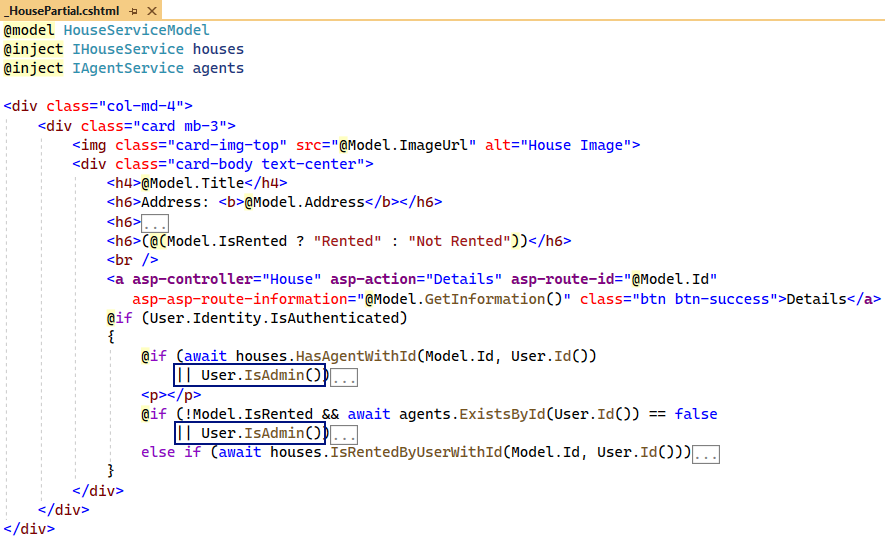 _HousePartial.cshtml
@model HouseServiceModel
@inject IHouseService houses
@inject IAgentService agents
<div class="col-md-4">
<div class="card mb-3">
<img class="card-img-top" src="@Model.ImageUrl" alt="House Image">
<div class="card-body text-center">
<h4>@Model.Title</h4>
<h6>Address: <b>@Model.Address</b></h6>
<h6>...
<h6>(@(Model.IsRented ? "Rented" : "Not Rented"))</h6>
<br />
<a asp-controller="House" asp-action="Details" asp-route-id="@Model.Id"
asp-asp-route-information="@Model.GetInformation()" class="btn btn-success">Details</a>
@if (User.Identity.IsAuthenticated)
{
@if (await houses.HasAgentWithId(Model.Id, User.Id())
|| User.IsAdmin())...
<p></p>
@if (!Model.IsRented && await agents.ExistsById(User.Id()) == false
|| User.IsAdmin())...
else if (await houses.IsRentedByUserWithId(Model.Id, User.Id()))...
}
</div>
</div>
</div>